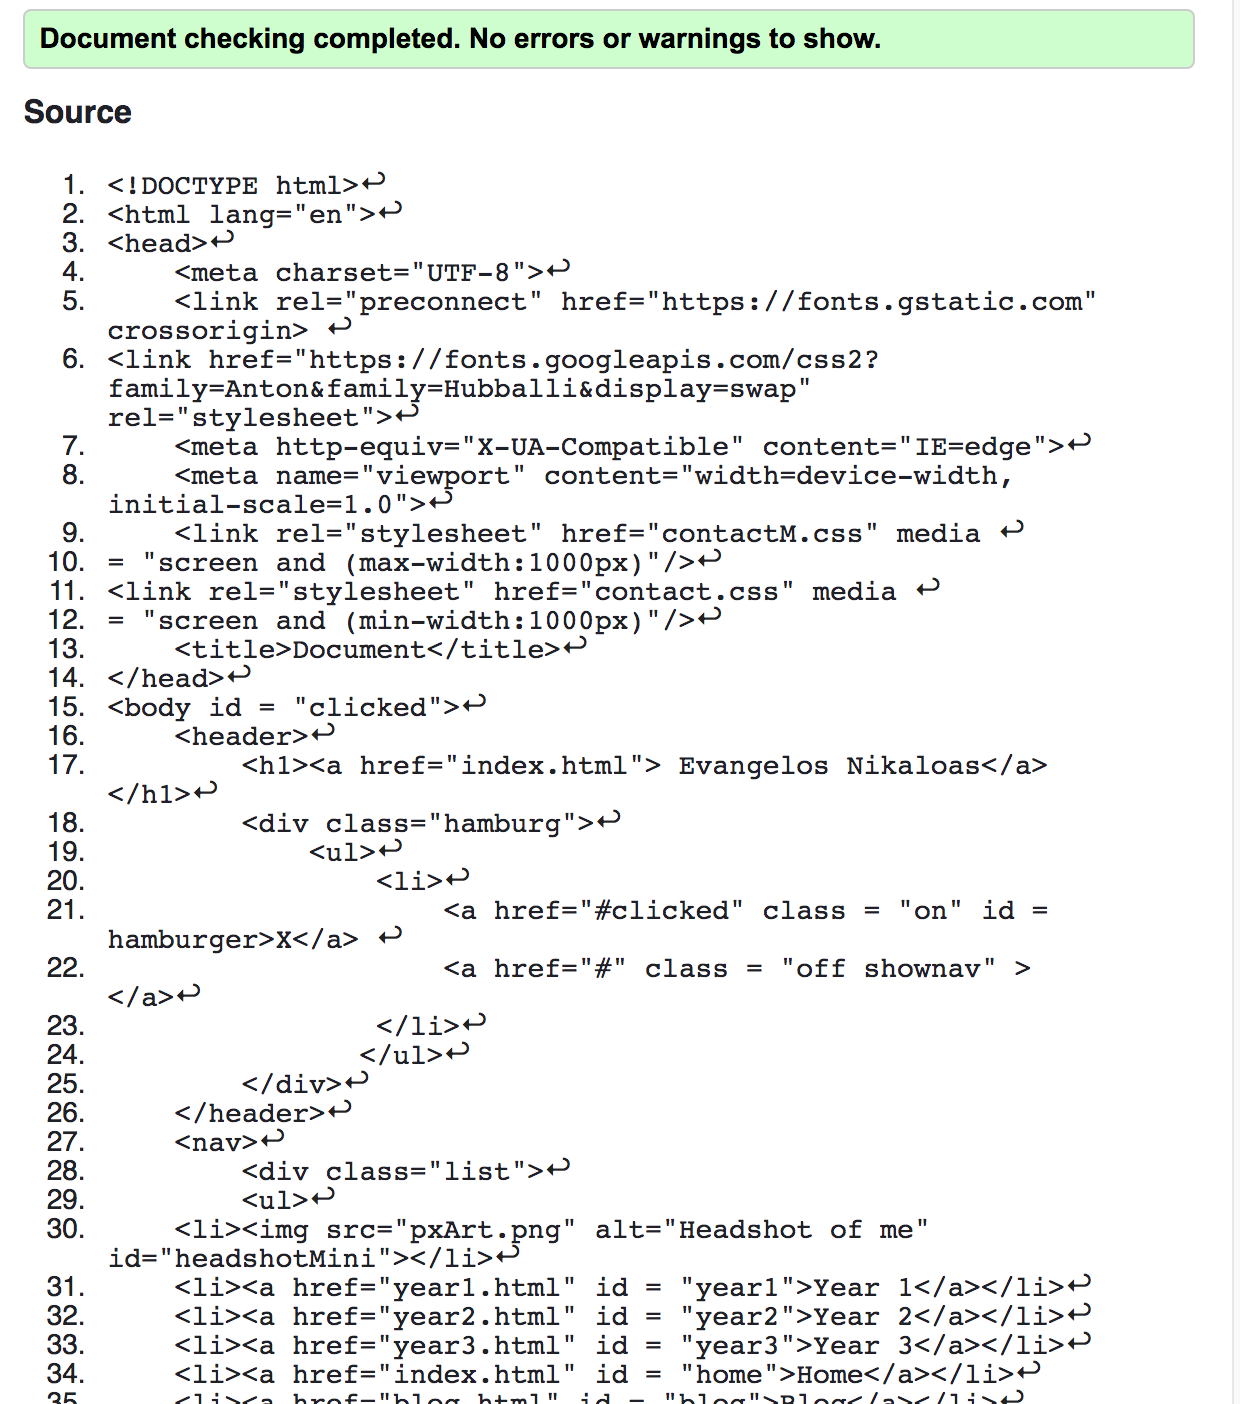 Document checking completed. No errors or warnings to show.
Source
1. <!DOCTYPE html>↩
2. <html lang="en">↩
3. <head>↩
4. <meta charset="UTF-8">↩
5. <link rel="preconnect" href="https://fonts.gstatic.com"
crossorigin> ↩
6. <link href="https://fonts.googleapis.com/css2?
family=Anton&family=Hubballi&display=swap"
rel="stylesheet">↩
7. <meta http-equiv="X-UA-Compatible" content="IE=edge">↩
8. <meta name="viewport" content="width=device-width,
initial-scale=1.0">↩
9. <link rel="stylesheet" href="contactM.css" media ↩
10. = "screen and (max-width:1000px)"/>↩
11. <link rel="stylesheet" href="contact.css" media ↩
12. = "screen and (min-width:1000px)"/>↩
13. <title>Document</title>↩
14. </head>↩
15. <body id = "clicked">↩
16. <header>↩
17. <h1><a href="index.html"> Evangelos Nikaloas</a>
</h1>↩
18. <div class="hamburg">↩
19. <ul>↩
20. <li>↩
21. <a href="#clicked" class = "on" id =
hamburger>X</a> ↩
22. <a href="#" class = "off shownav" >
</a>↩
23. </li>↩
24. </ul>↩
25. </div>↩
26. </header>↩
27. <nav>↩
28. <div class="list">↩
29. <ul>↩
30. <li><img src="pxArt.png" alt="Headshot of me"
id="headshotMini"></li>↩
31. <li><a href="year1.html" id = "year1">Year 1</a></li>↩
32. <li><a href="year2.html" id = "year2">Year 2</a></li>↩
33. <li><a href="year3.html" id = "year3">Year 3</a></li>↩
34. <li><a href="index.html" id = "home">Home</a></li>↩
35. <li><a href="blog.html" id = "blog">Blog</a></li>↩